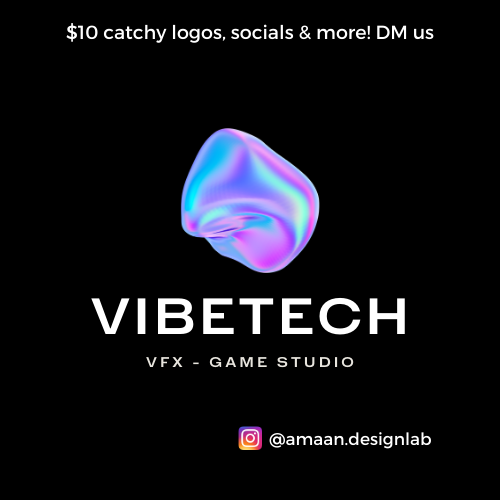 $10 catchy logos, socials & more! DM us
VIBETECH
VFX - GAME STUDIO
@amaan.designlab